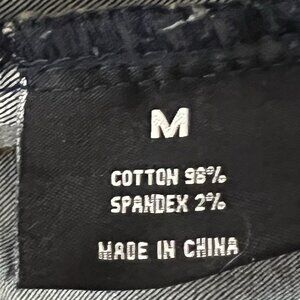 M
COTTON 98%
SPANDEX 2%
MADE IN CHINA